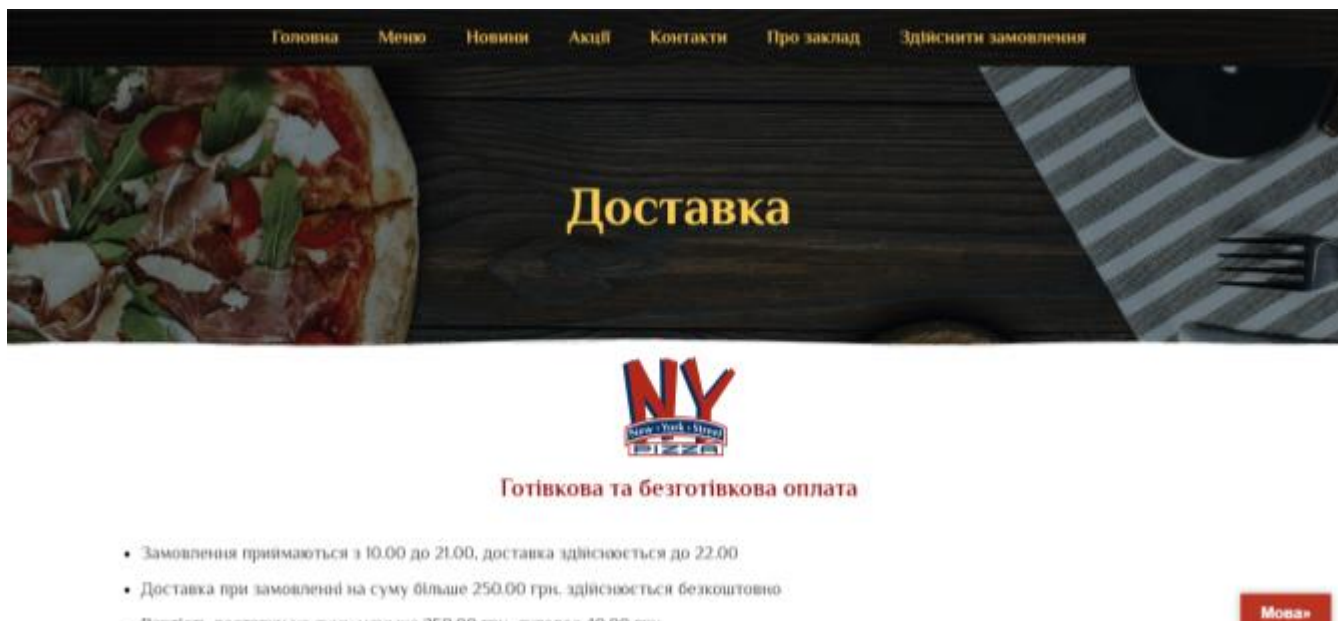 Головна Меню Новини Акції Контакти Про заклад Здійснити замовлення
Доставка
NY
New • York • Street
PIZZA
Готівкова та безготівкова оплата
• Замовлення приймаються з 10.00 до 21.00, доставка здійснюється до 22.00
• Доставка при замовленні на суму більше 250.00 грн. здійснюється безкоштовно
Мова»